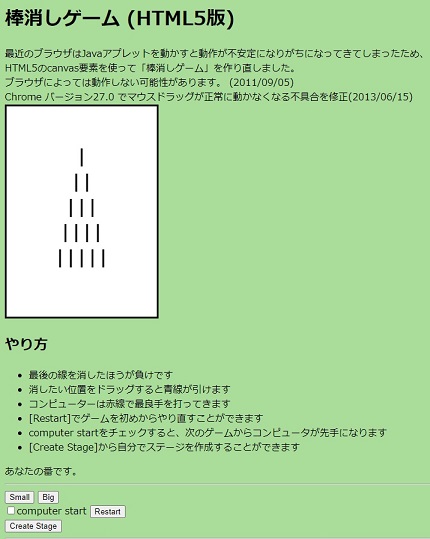 棒消しゲーム (HTML5版)
最近のブラウザはJavaアプレットを動かすと動作が不安定になりがちになってきてしまったため、
HTML5のcanvas要素を使って「棒消しゲーム」を作り直しました。
ブラウザによっては動作しない可能性があります。 (2011/09/05)
Chrome バージョン27.0 でマウスドラッグが正常に動かなくなる不具合を修正(2013/06/15)
やり方
最後の線を消したほうが負けです
消したい位置をドラッグすると青線が引けます
コンピューターは赤線で最良手を打ってきます
[Restart]でゲームを初めからやり直すことができます
computer startをチェックすると、次のゲームからコンピュータが先手になります
[Create Stage]から自分でステージを作成することができます
あなたの番です。
Small Big
computer start Restart
Create Stage